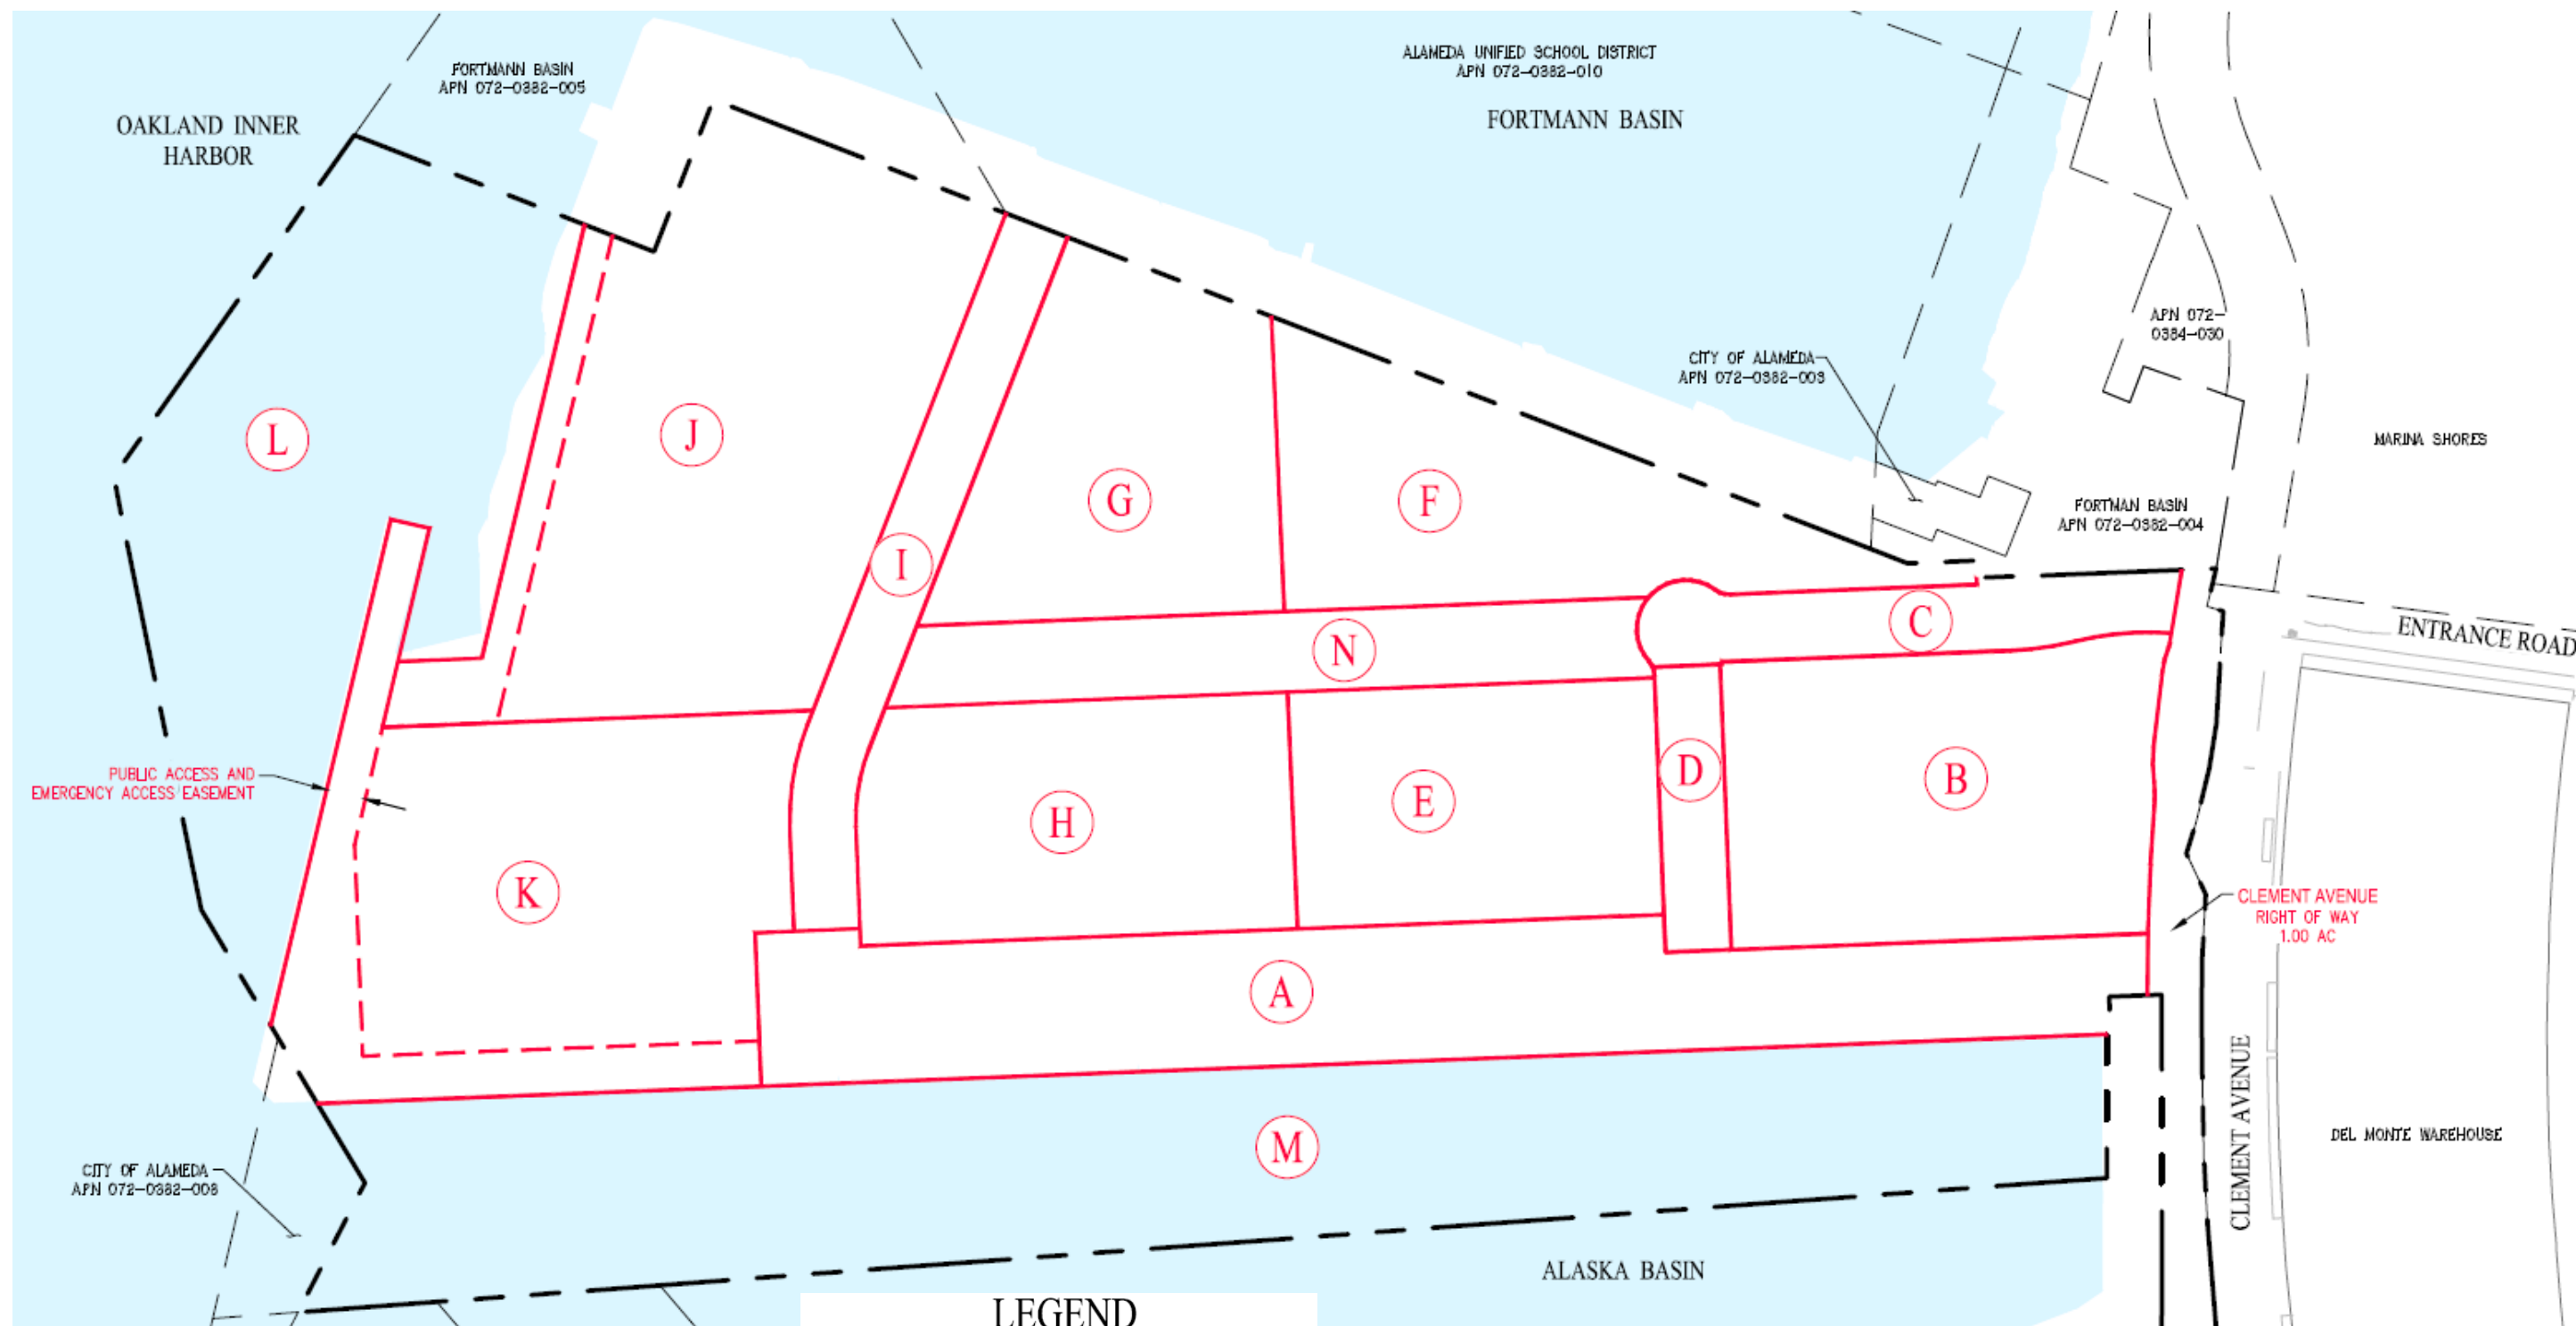 FORTMANN BASIN
APN 072-0382-005
ALAMEDA UNIFIED SCHOOL DISTRICT
APN 072-0382-010
FORTMANN BASIN
OAKLAND INNER
HARBOR
APN 072-
0384-030
CITY OF ALAMEDA
APN 072-0382-003
MARINA SHORES
L
J
G
F
FORTMAN BASIN
APN 072-0382-004
I
C
N
ENTRANCE ROAD
PUBLIC ACCESS AND
EMERGENCY ACCESS EASEMENT
D
B
H
E
K
CLEMENT AVENUE
RIGHT OF WAY
1.00 AC
A
CLEMENT AVENUE
M
DEL MONTE WAREHOUSE
CITY OF ALAMEDA
APN 072-0382-008
ALASKA BASIN
LEGEND